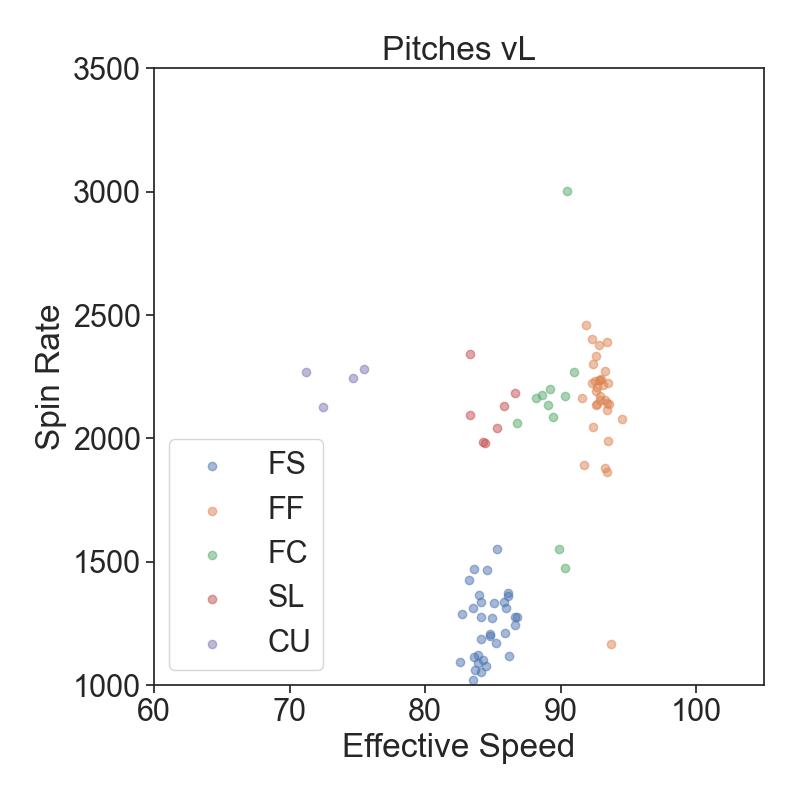 Pitches vL
3500
3000
2500
2000
1500
1000
Spin Rate
FS
FF
FC
SL
CU
60 70 80 90 100
Effective Speed